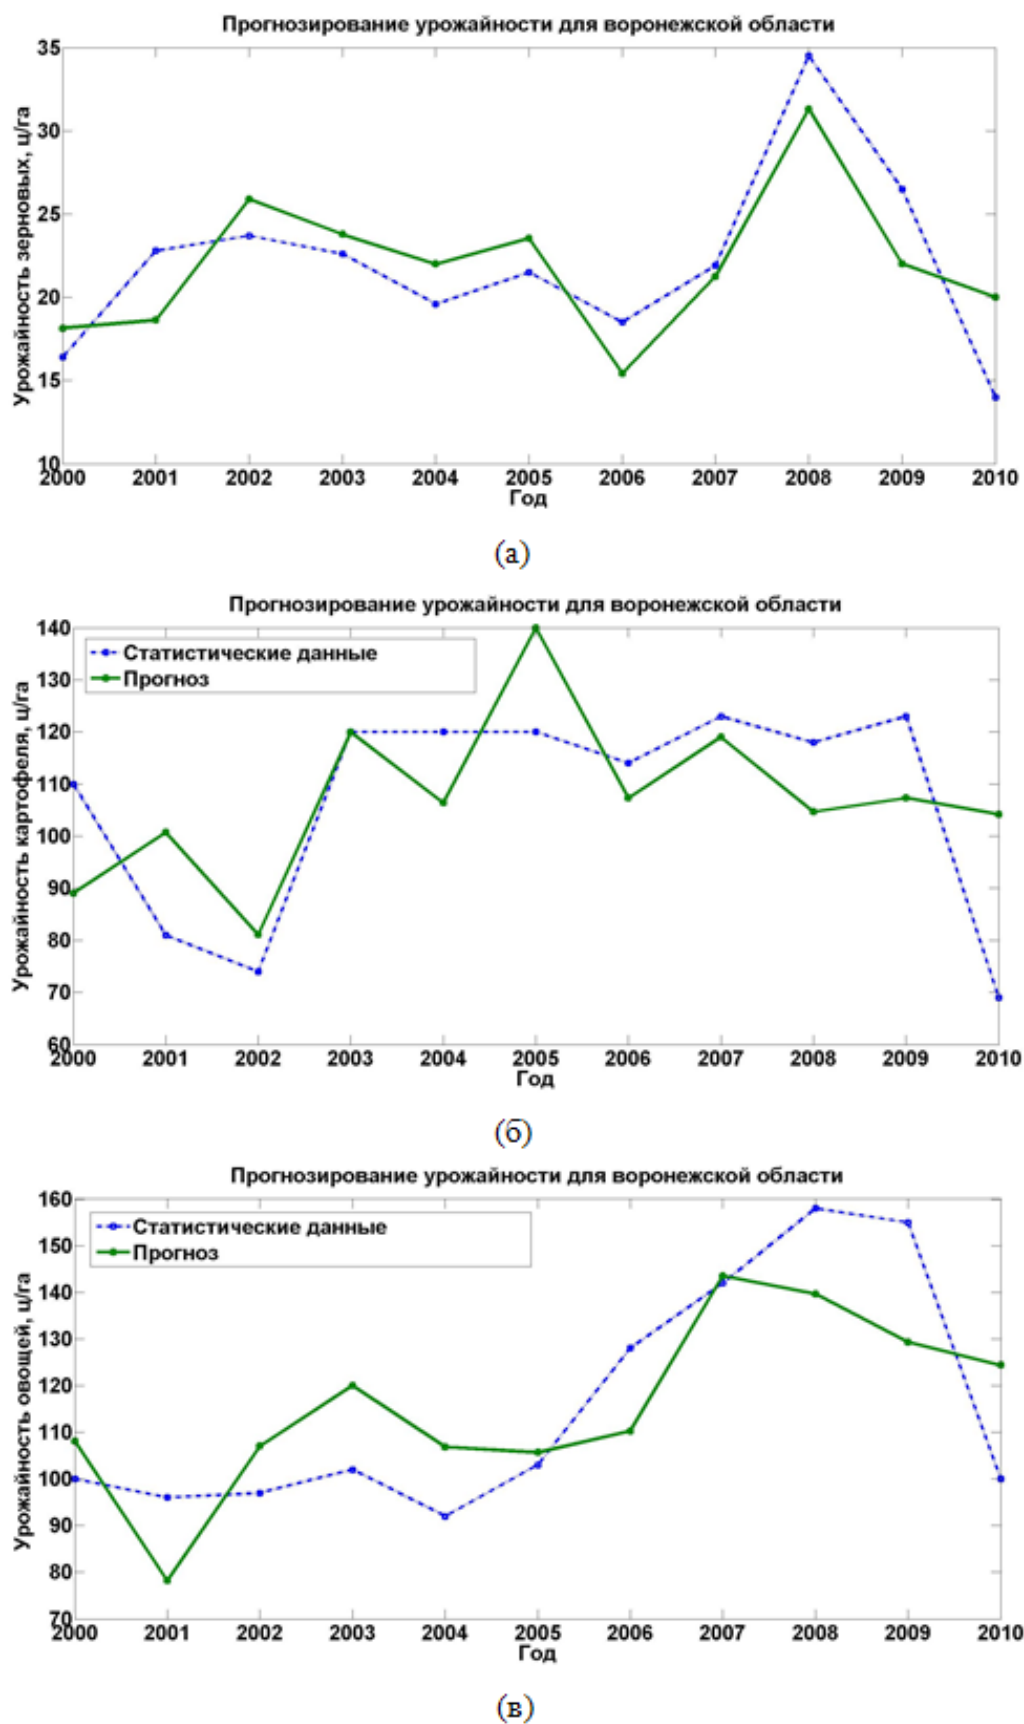 Прогнозирование урожайности для воронежской области
Урожайность зерновых, ц/га
35
30
25
20
15
10
2000 2001 2002 2003 2004 2005 2006 2007 2008 2009 2010
Год
(а)
Прогнозирование урожайности для воронежской области
Урожайность картофеля, ц/га
Статистические данные
Прогноз
140
130
120
110
100
90
80
70
60
2000 2001 2002 2003 2004 2005 2006 2007 2008 2009 2010
Год
(б)
Прогнозирование урожайности для воронежской области
Урожайность овощей, ц/га
Статистические данные
Прогноз
160
150
140
130
120
110
100
90
80
70
2000 2001 2002 2003 2004 2005 2006 2007 2008 2009 2010
Год
(в)